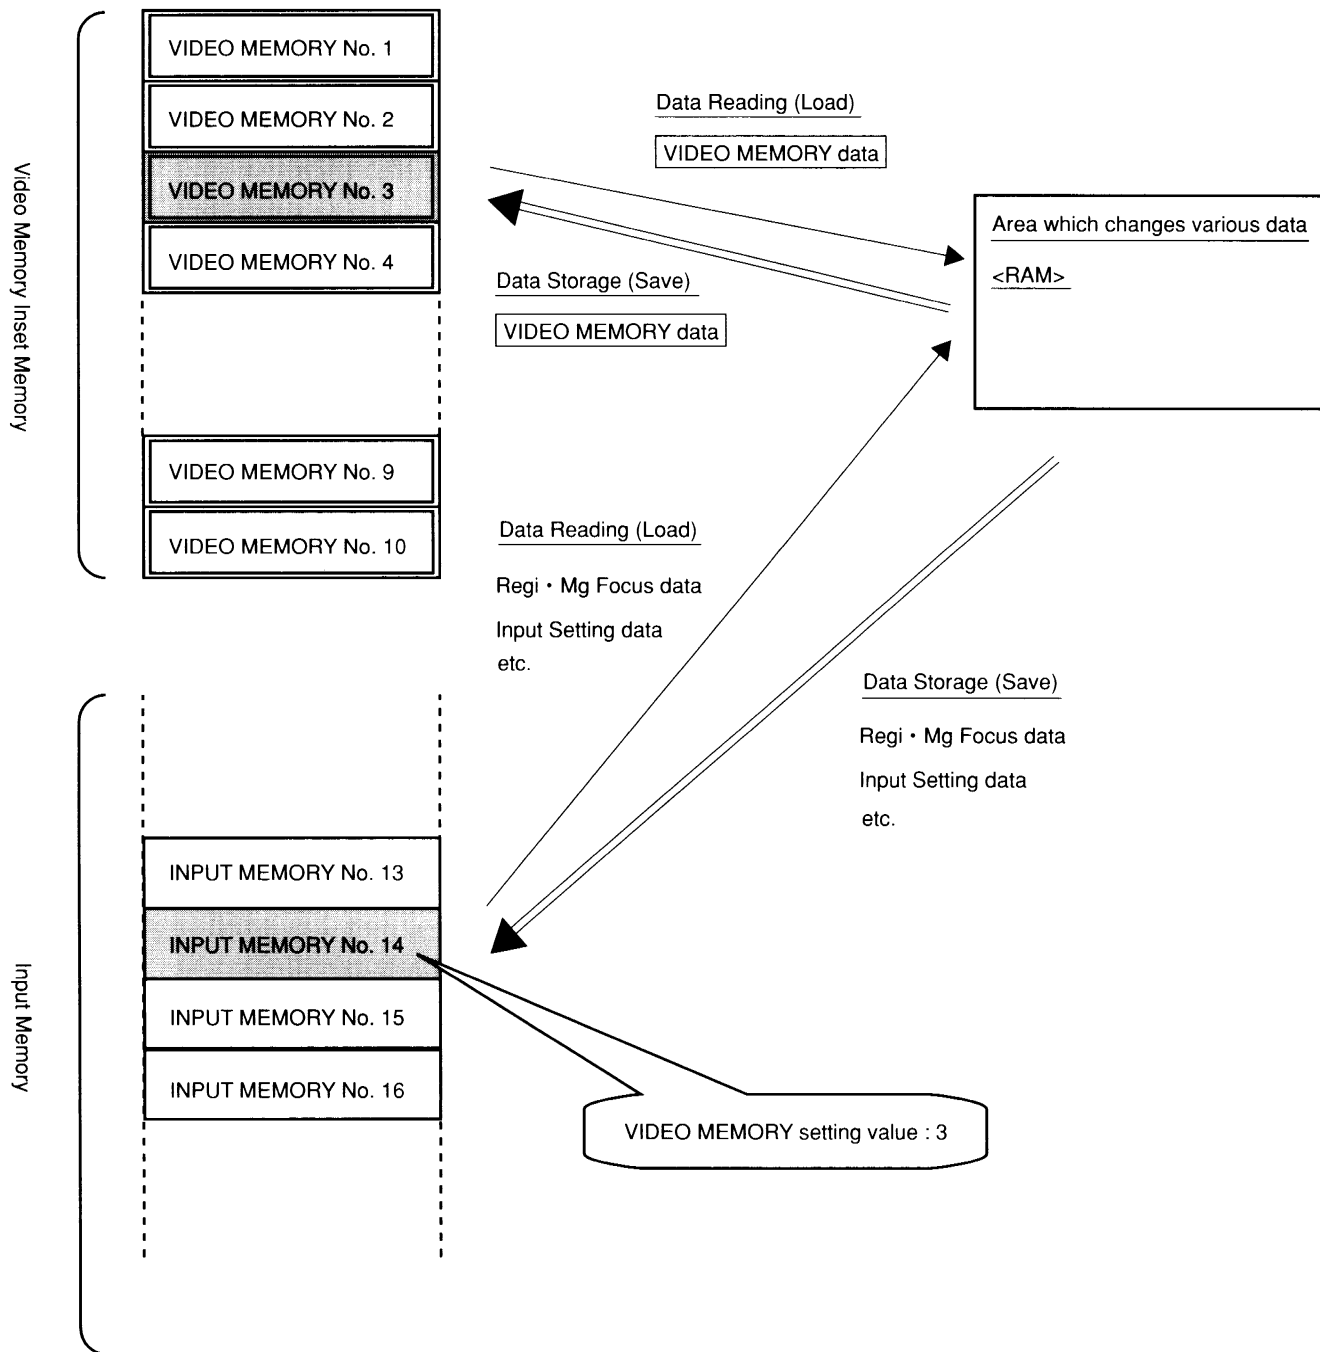 Video Memory Inset Memory
VIDEO MEMORY No. 1
VIDEO MEMORY No. 2
VIDEO MEMORY No. 3
VIDEO MEMORY No. 4
VIDEO MEMORY No. 9
VIDEO MEMORY No. 10
Data Reading (Load)
VIDEO MEMORY data
Data Storage (Save)
VIDEO MEMORY data
Area which changes various data
<RAM>
Data Reading (Load)
Regi・Mg Focus data
Input Setting data
etc.
Data Storage (Save)
Regi・Mg Focus data
Input Setting data
etc.
Input Memory
INPUT MEMORY No. 13
INPUT MEMORY No. 14
INPUT MEMORY No. 15
INPUT MEMORY No. 16
VIDEO MEMORY setting value : 3